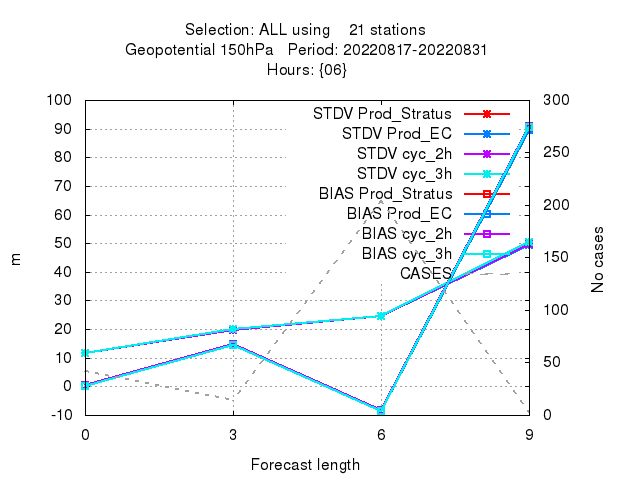 Selection: ALL using 21 stations
Geopotential 150hPa Period: 20220817-20220831
Hours: {06}
100 300
STDV Prod_Stratus
90
STDV Prod_EC
80 250
STDV cyc_2h
70
STDV cyc_3h
BIAS Prod_Stratus
60 200
BIAS Prod_EC
50
BIAS cyc_2h
m
No cases
40 150
BIAS cyc_3h
CASES
30
20 100
10 50
0
-10 0
0 3 6 9
Forecast length